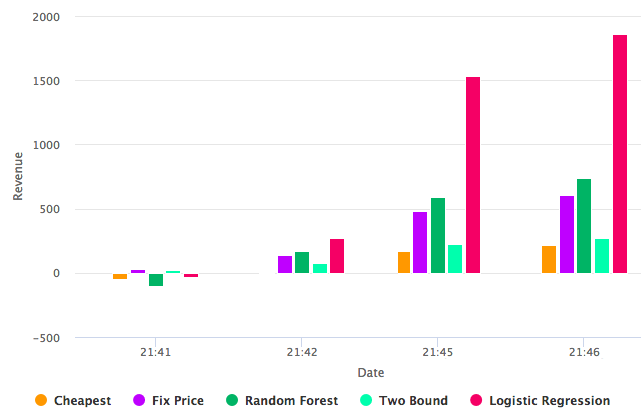 2000
1500
1000
500
0
−500
Revenue
21:41 21:42 21:45 21:46
Date
Cheapest Fix Price Random Forest Two Bound Logistic Regression